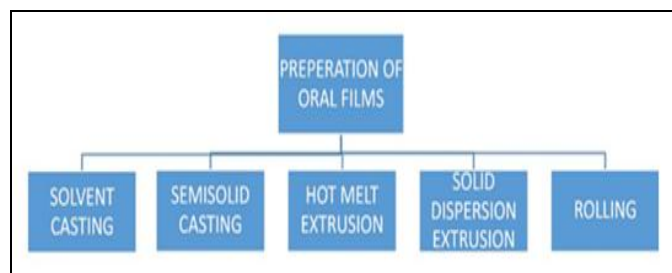 PREPERATION OF
ORAL FILMS
SOLVENT
CASTING
SEMISOLID
CASTING
HOT MELT
EXTRUSION
SOLID
DISPERSION
EXTRUSION
ROLLING